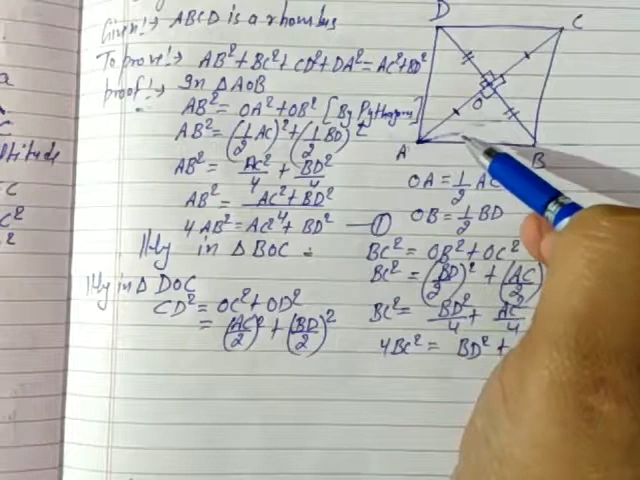 Given:→ ABCD is a rhombus
To prove:→ AB² + BC² + CD² + DA² = AC² + BD²
proof:→ In ΔAOB
AB² = OA² + OB² [By Pythagoras]
AB² = (1/2 AC)² + (1/2 BD)²
AB² = AC²/4 + BD²/4
AB² = AC² + BD²/4
4AB² = AC² + BD² — ①
D C
O
A B
OA = 1/2 AC
OB = 1/2 BD
||ly in Δ BOC :
BC² = OB² + OC²
BC² = (BD/2)² + (AC/2)
BC² = BD²/4 + AC/4
4BC² = BD² +
||ly in Δ DOC
CD² = OC² + OD²
= (AC/2)² + (BD/2)²